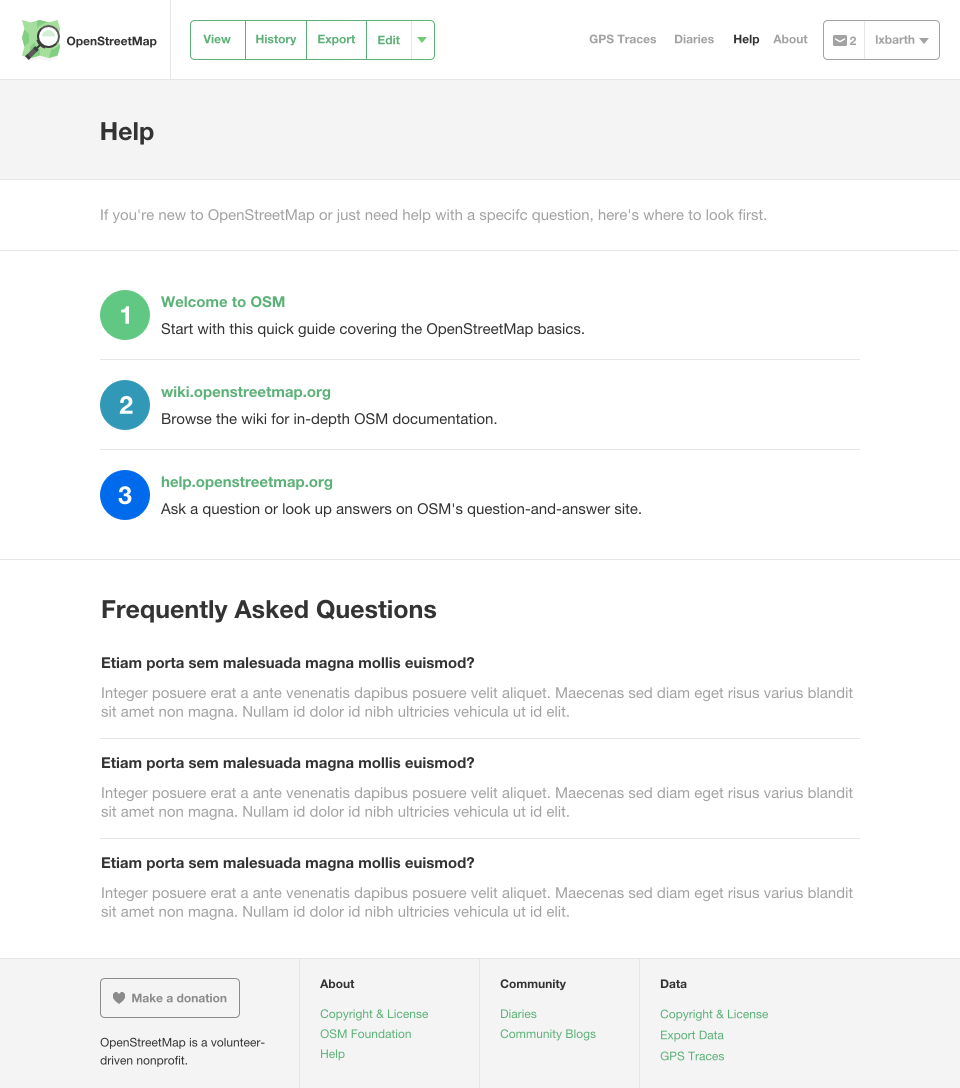 OpenStreetMap
View History Export Edit
GPS Traces Diaries Help About 2 lxbarth
Help
If you're new to OpenStreetMap or just need help with a specifc question, here's where to look first.
1 Welcome to OSM
Start with this quick guide covering the OpenStreetMap basics.
2 wiki.openstreetmap.org
Browse the wiki for in-depth OSM documentation.
3 help.openstreetmap.org
Ask a question or look up answers on OSM's question-and-answer site.
Frequently Asked Questions
Etiam porta sem malesuada magna mollis euismod?
Integer posuere erat a ante venenatis dapibus posuere velit aliquet. Maecenas sed diam eget risus varius blandit
sit amet non magna. Nullam id dolor id nibh ultricies vehicula ut id elit.
Etiam porta sem malesuada magna mollis euismod?
Integer posuere erat a ante venenatis dapibus posuere velit aliquet. Maecenas sed diam eget risus varius blandit
sit amet non magna. Nullam id dolor id nibh ultricies vehicula ut id elit.
Etiam porta sem malesuada magna mollis euismod?
Integer posuere erat a ante venenatis dapibus posuere velit aliquet. Maecenas sed diam eget risus varius blandit
sit amet non magna. Nullam id dolor id nibh ultricies vehicula ut id elit.
Make a donation
OpenStreetMap is a volunteer-
driven nonprofit.
About
Copyright & License
OSM Foundation
Help
Community
Diaries
Community Blogs
Data
Copyright & License
Export Data
GPS Traces